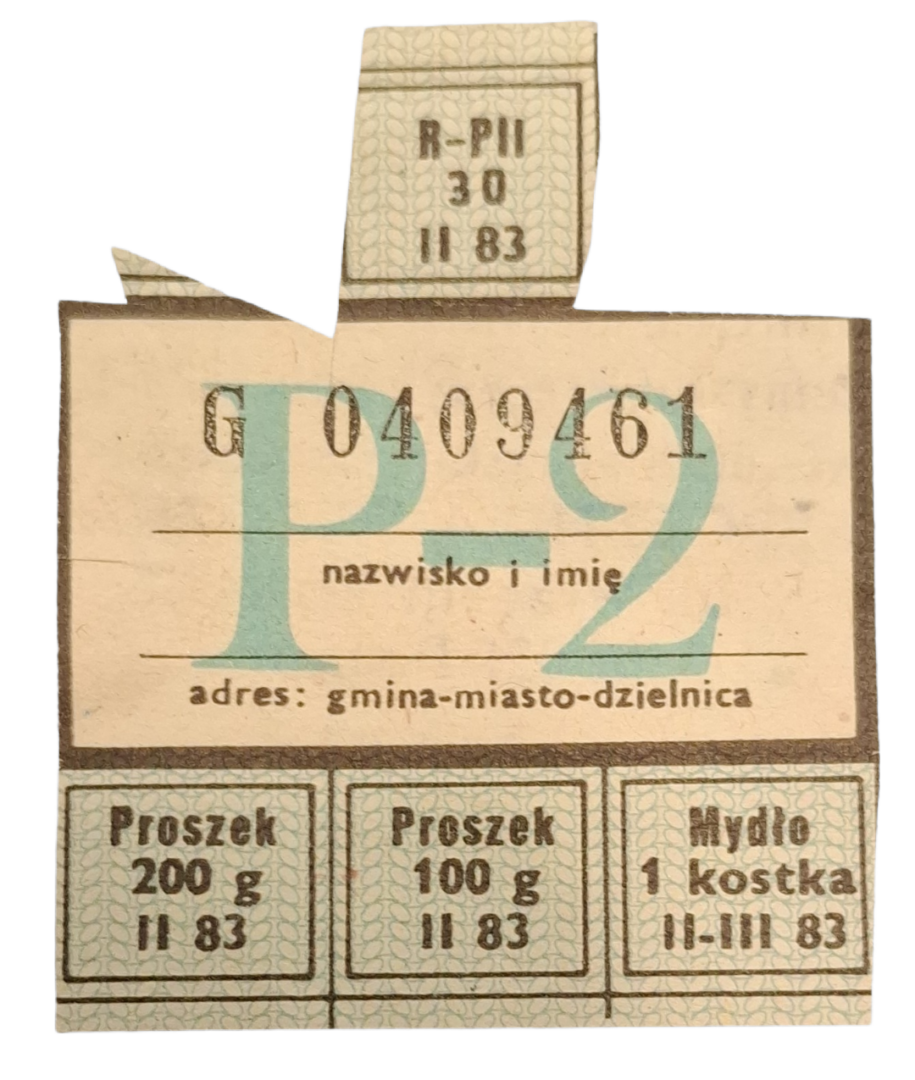 R-PII
30
II 83
G 0409461
P-2
nazwisko i imię
adres: gmina-miasto-dzielnica
Proszek
200 g
II 83
Proszek
100 g
II 83
Mydło
1 kostka
II-III 83